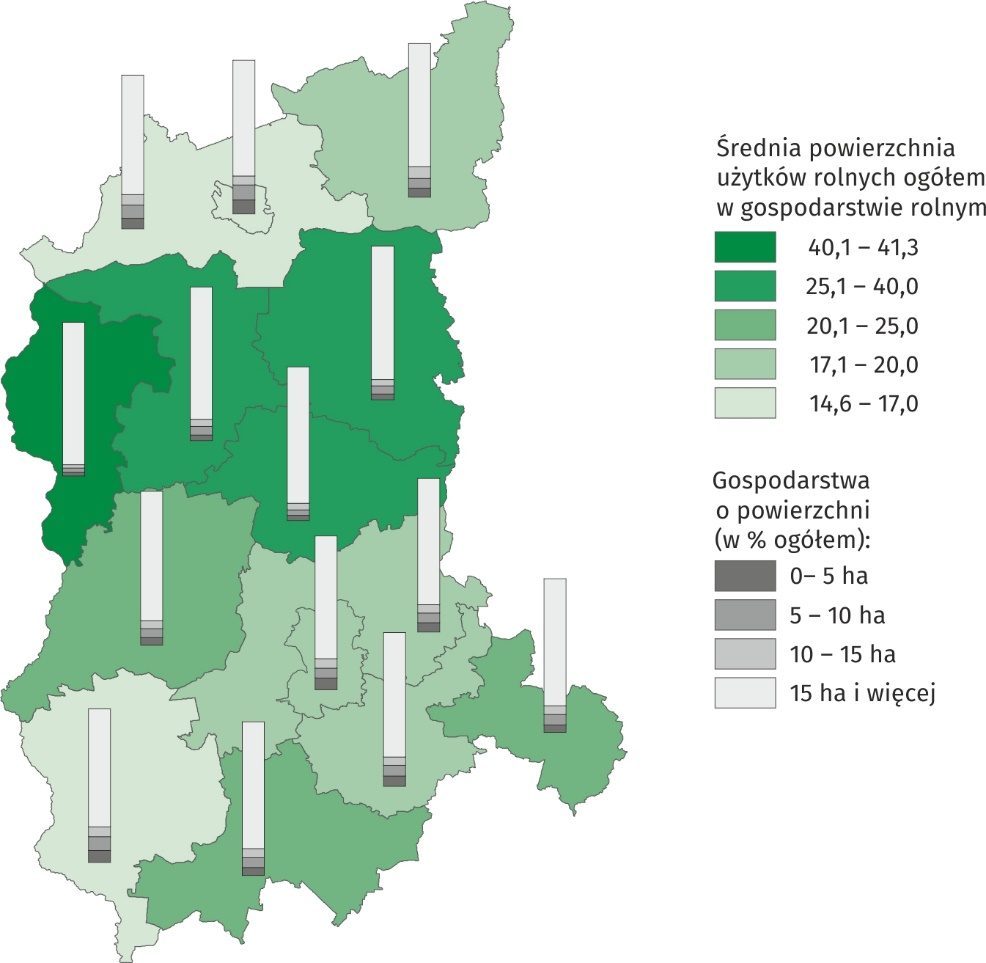 Średnia powierzchnia
użytków rolnych ogółem
w gospodarstwie rolnym
40,1 – 41,3
25,1 – 40,0
20,1 – 25,0
17,1 – 20,0
14,6 – 17,0
Gospodarstwa
o powierzchni
(w % ogółem):
0– 5 ha
5 – 10 ha
10 – 15 ha
15 ha i więcej